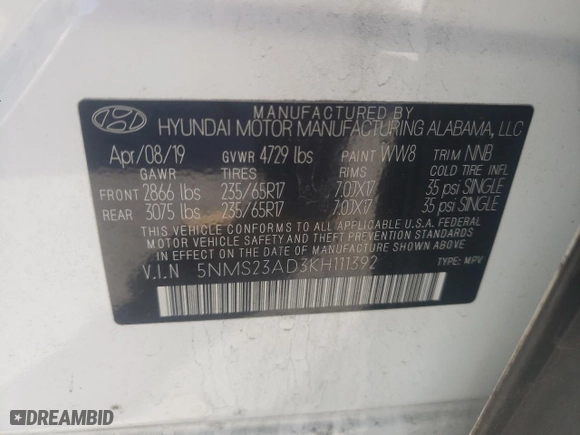 MANUFACTURED BY
HYUNDAI MOTOR MANUFACTURING ALABAMA, LLC
Apr/08/19 GVWR 4729 lbs PAINT WW8 TRIM NNB
GAWR TIRES RIMS COLD TIRE INFL
FRONT 2866 lbs 235/65R17 7.0JX17 35 psi SINGLE
REAR 3075 lbs 235/65R17 7.0JX17 35 psi SINGLE
THIS VEHICLE CONFORMS TO ALL APPLICABLE U.S.A. FEDERAL
MOTOR VEHICLE SAFETY, BUMPER, AND THEFT PREVENTION
STANDARDS IN EFFECT ON THE DATE OF MANUFACTURE SHOWN ABOVE.
V.I.N 5NMS23AD3KH111392 TYPE: MPV
DREAMBID